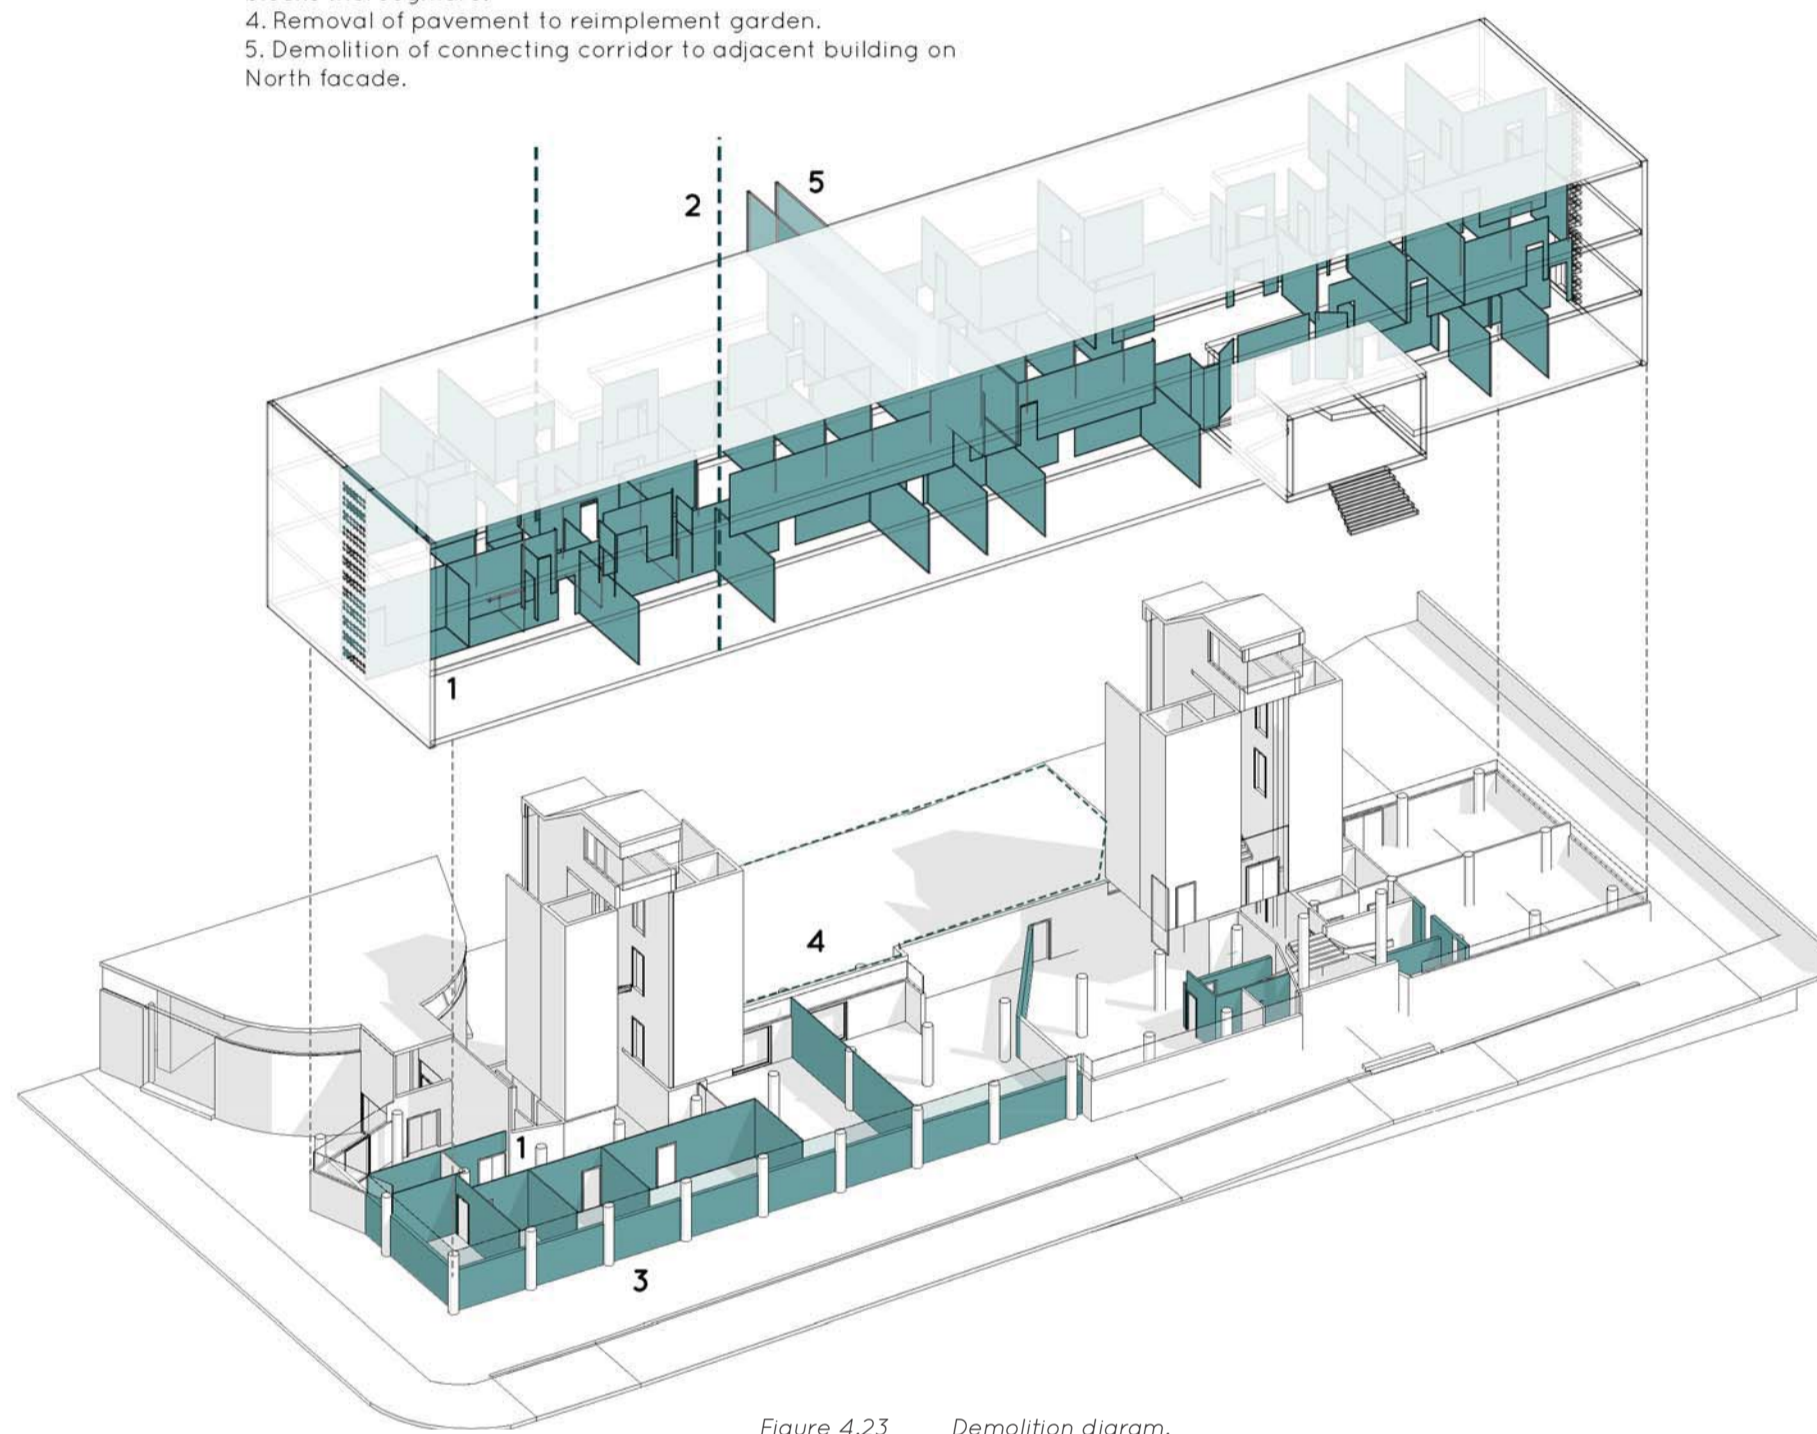 4. Removal of pavement to reimplement garden.
5. Demolition of connecting corridor to adjacent building on
North facade.
5
2
1
4
1
3
Figure 4.23 Demolition digram.